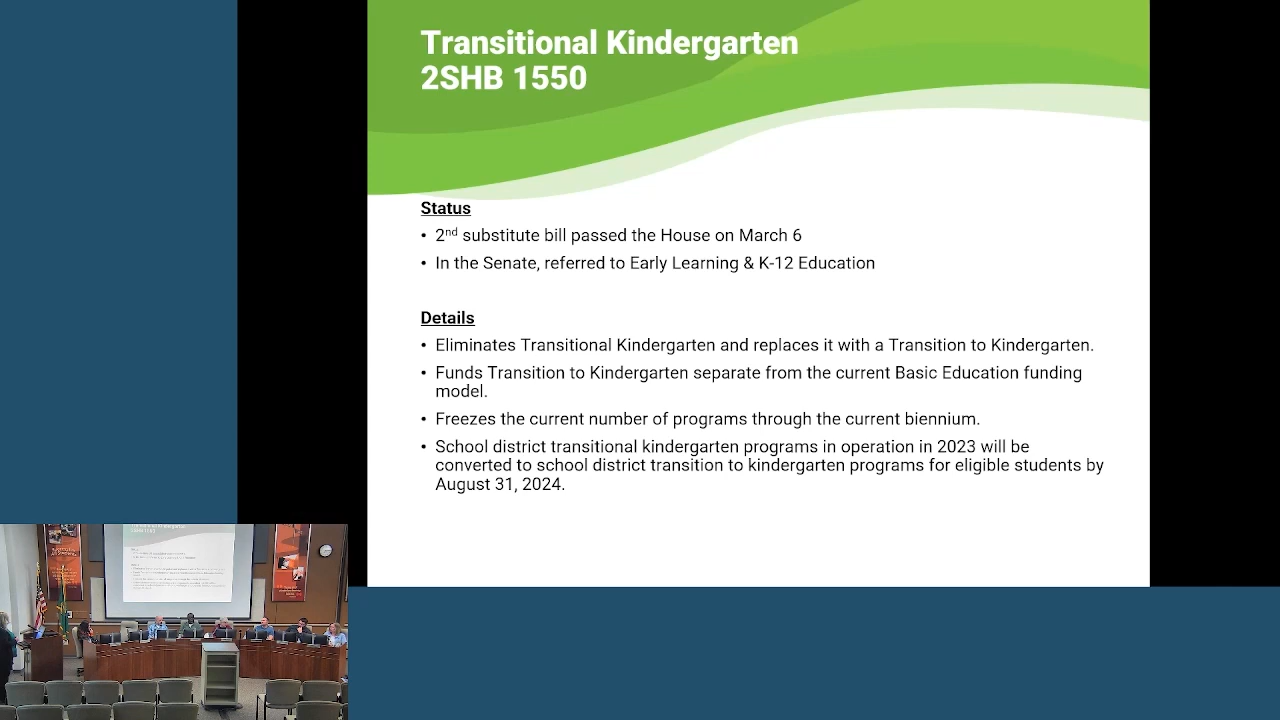 Transitional Kindergarten
2SHB 1550
Status
• 2nd substitute bill passed the House on March 6
• In the Senate, referred to Early Learning & K-12 Education
Details
• Eliminates Transitional Kindergarten and replaces it with a Transition to Kindergarten.
• Funds Transition to Kindergarten separate from the current Basic Education funding
model.
• Freezes the current number of programs through the current biennium.
• School district transitional kindergarten programs in operation in 2023 will be
converted to school district transition to kindergarten programs for eligible students by
August 31, 2024.